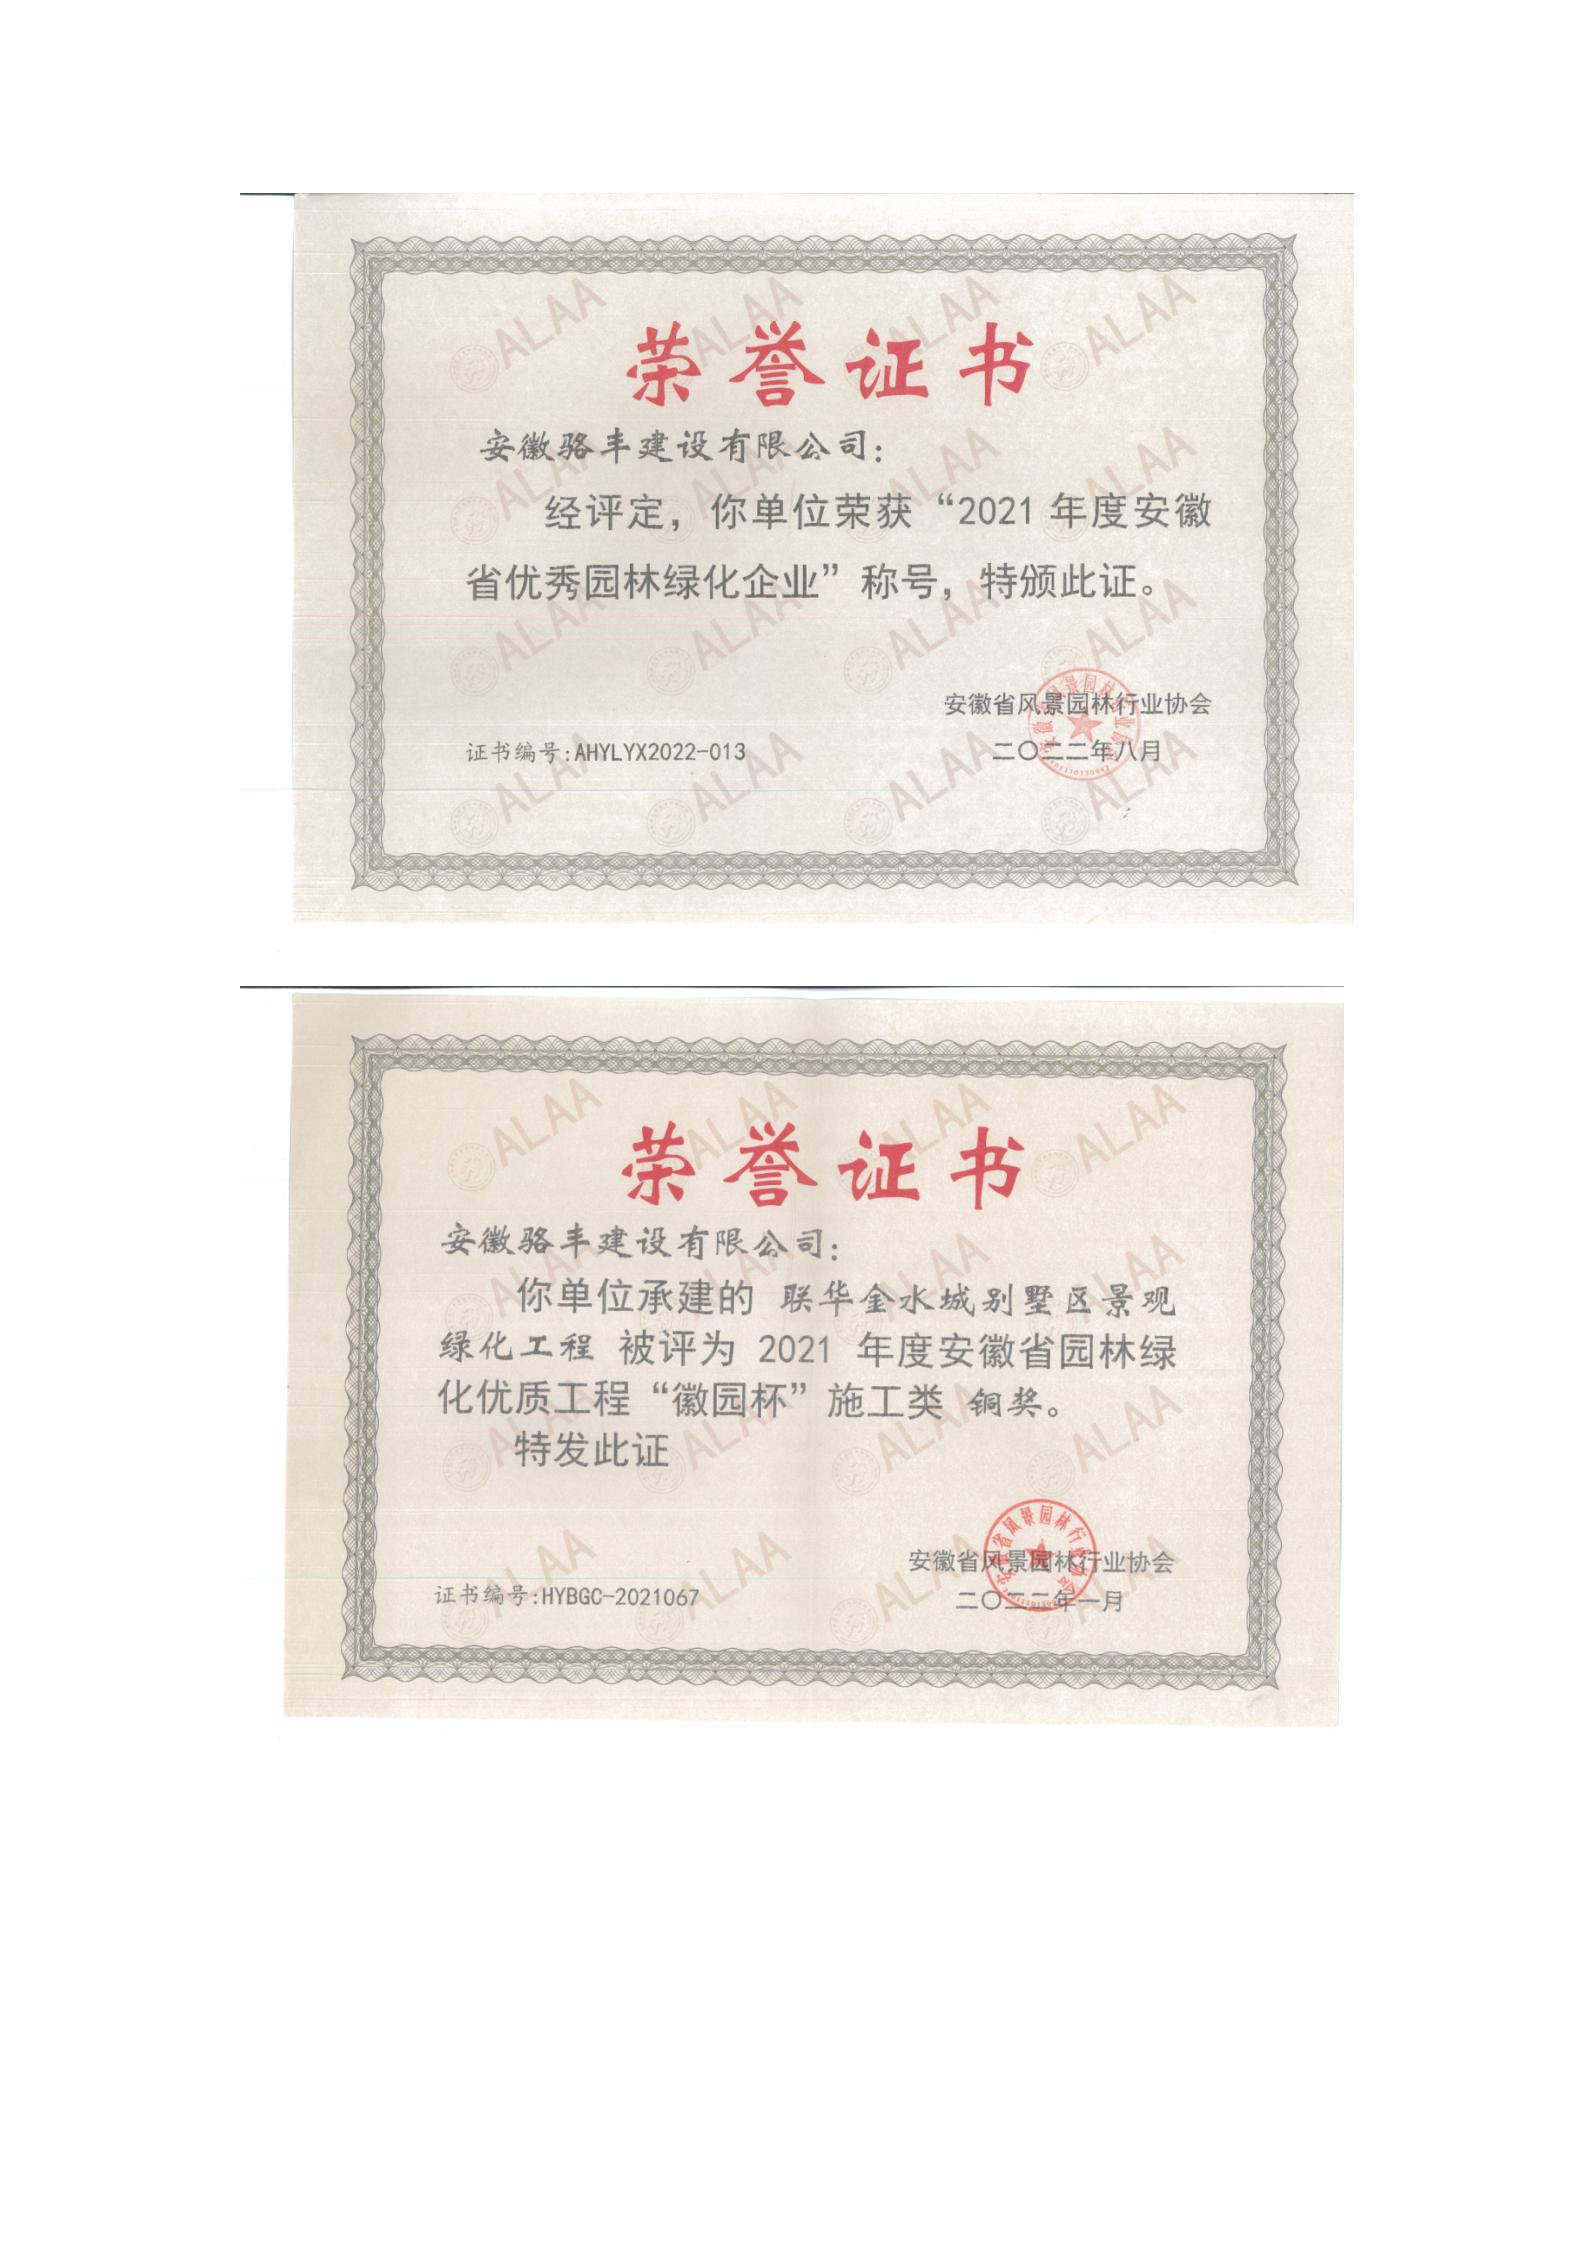 荣誉证书
安徽骆丰建设有限公司：
经评定，你单位荣获“2021 年度安徽
省优秀园林绿化企业”称号，特颁此证。
安徽省风景园林行业协会
证书编号:AHYLYX2022-013
二〇二二年八月
荣誉证书
安徽骆丰建设有限公司：
你单位承建的 联华金水城别墅区景观
绿化工程 被评为 2021 年度安徽省园林绿
化优质工程“徽园杯”施工类 铜奖。
特发此证
安徽省风景园林行业协会
证书编号:HYBGC-2021067
二〇二二年一月
ALAA